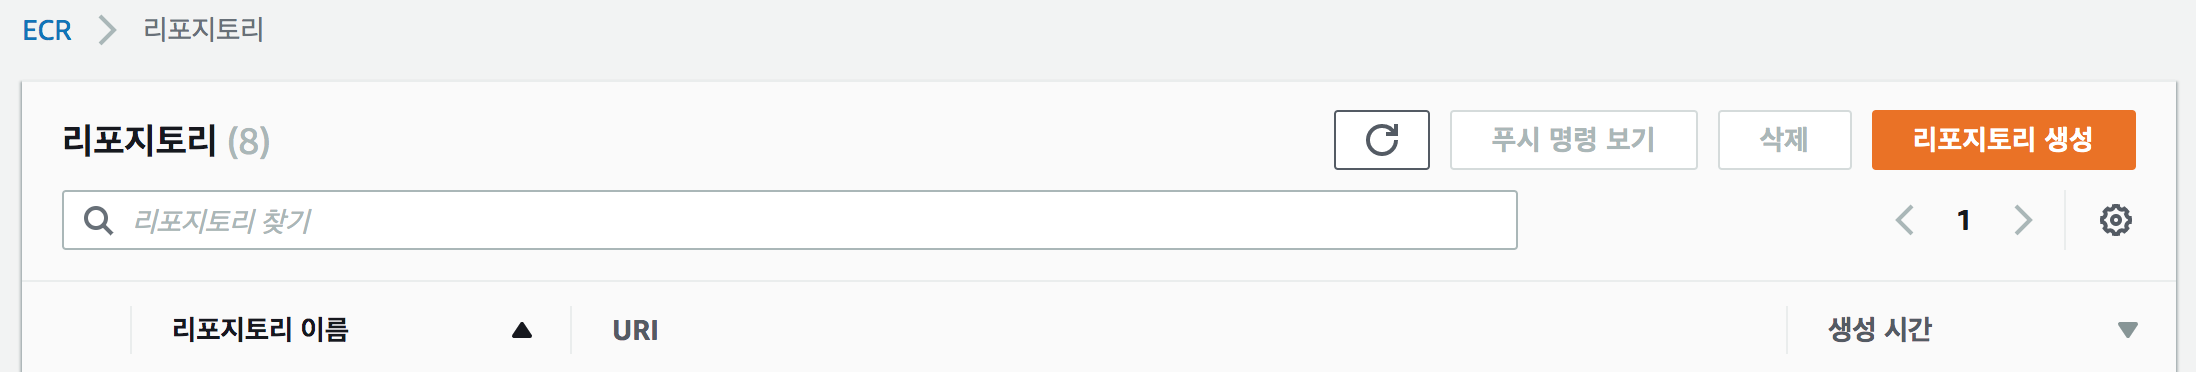 ECR > 리포지토리
리포지토리 (8)
푸시 명령 보기
삭제
리포지토리 생성
리포지토리 찾기
1
리포지토리 이름
URI
생성 시간